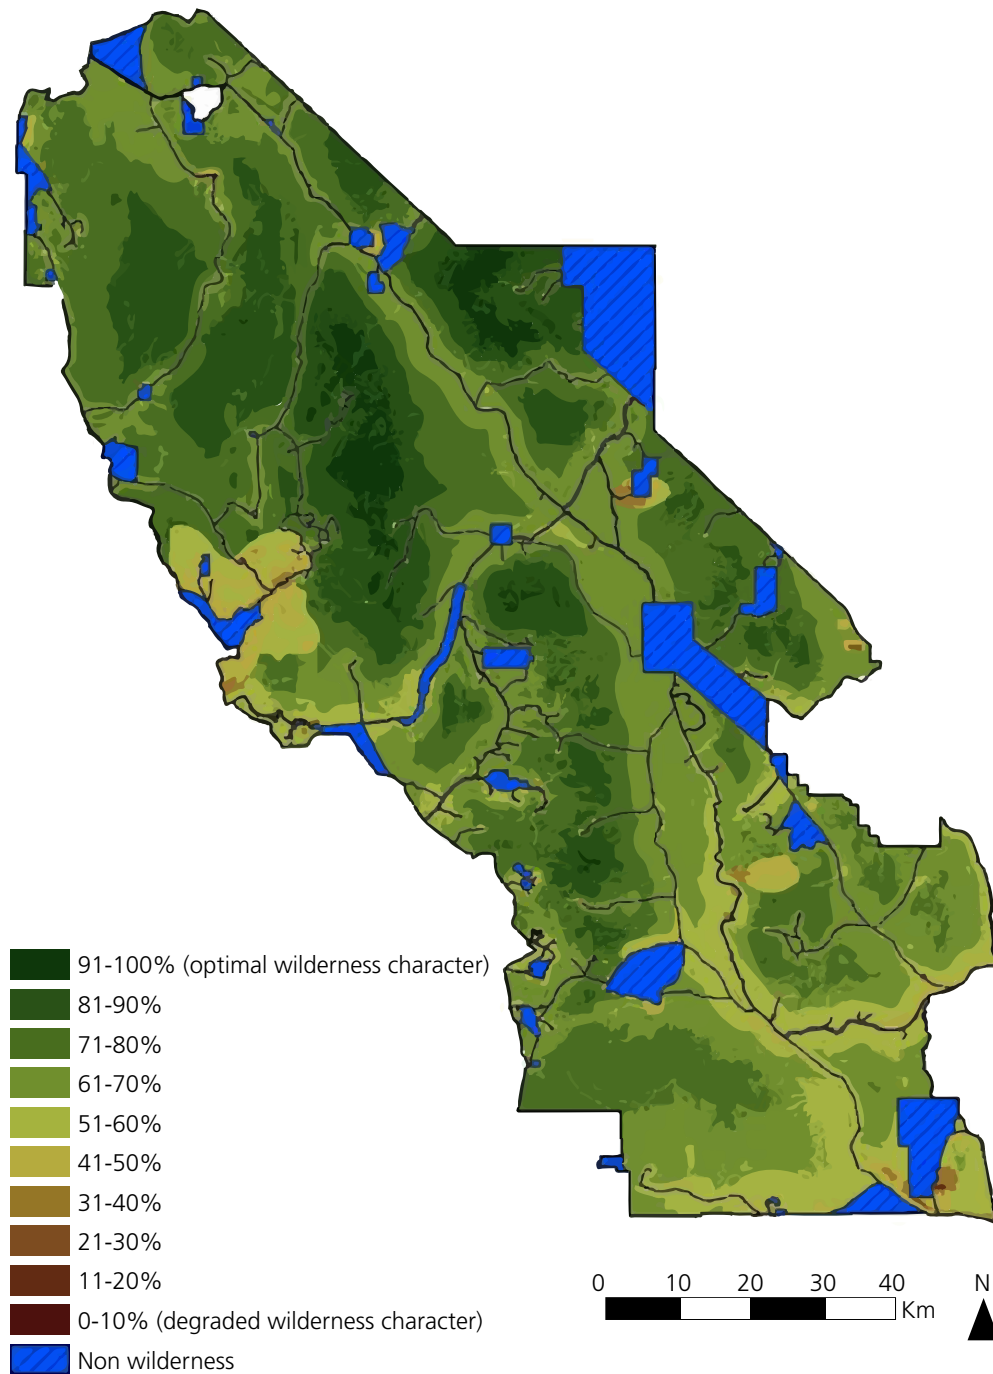 91-100% (optimal wilderness character)
81-90%
71-80%
61-70%
51-60%
41-50%
31-40%
21-30%
11-20%
0-10% (degraded wilderness character)
Non wilderness
0 10 20 30 40
Km
N